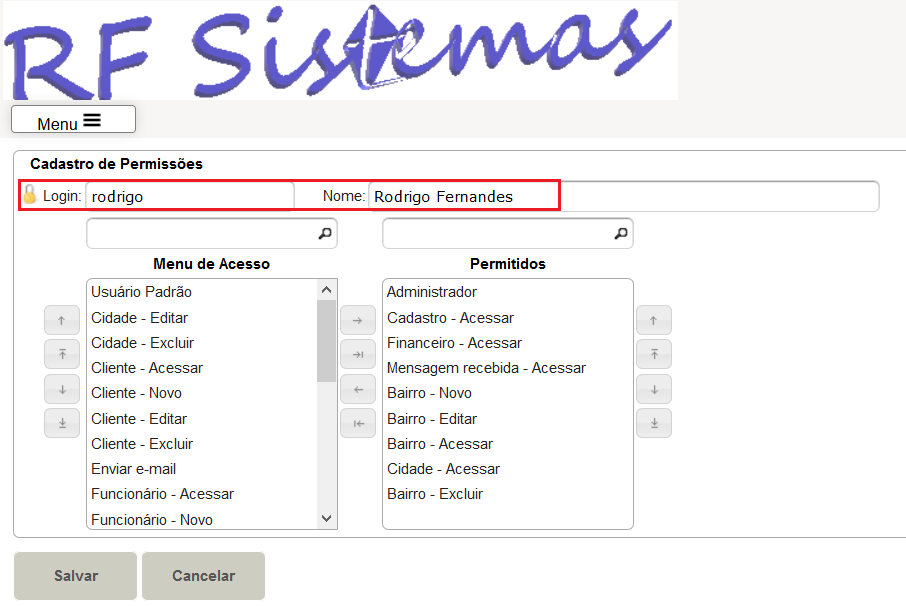 RF Sistemas
Menu
Cadastro de Permissões
Login: rodrigo Nome: Rodrigo Fernandes
Menu de Acesso Permitidos
Usuário Padrão
Cidade - Editar
Cidade - Excluir
Cliente - Acessar
Cliente - Novo
Cliente - Editar
Cliente - Excluir
Enviar e-mail
Funcionário - Acessar
Funcionário - Novo
Administrador
Cadastro - Acessar
Financeiro - Acessar
Mensagem recebida - Acessar
Bairro - Novo
Bairro - Editar
Bairro - Acessar
Cidade - Acessar
Bairro - Excluir
Salvar Cancelar